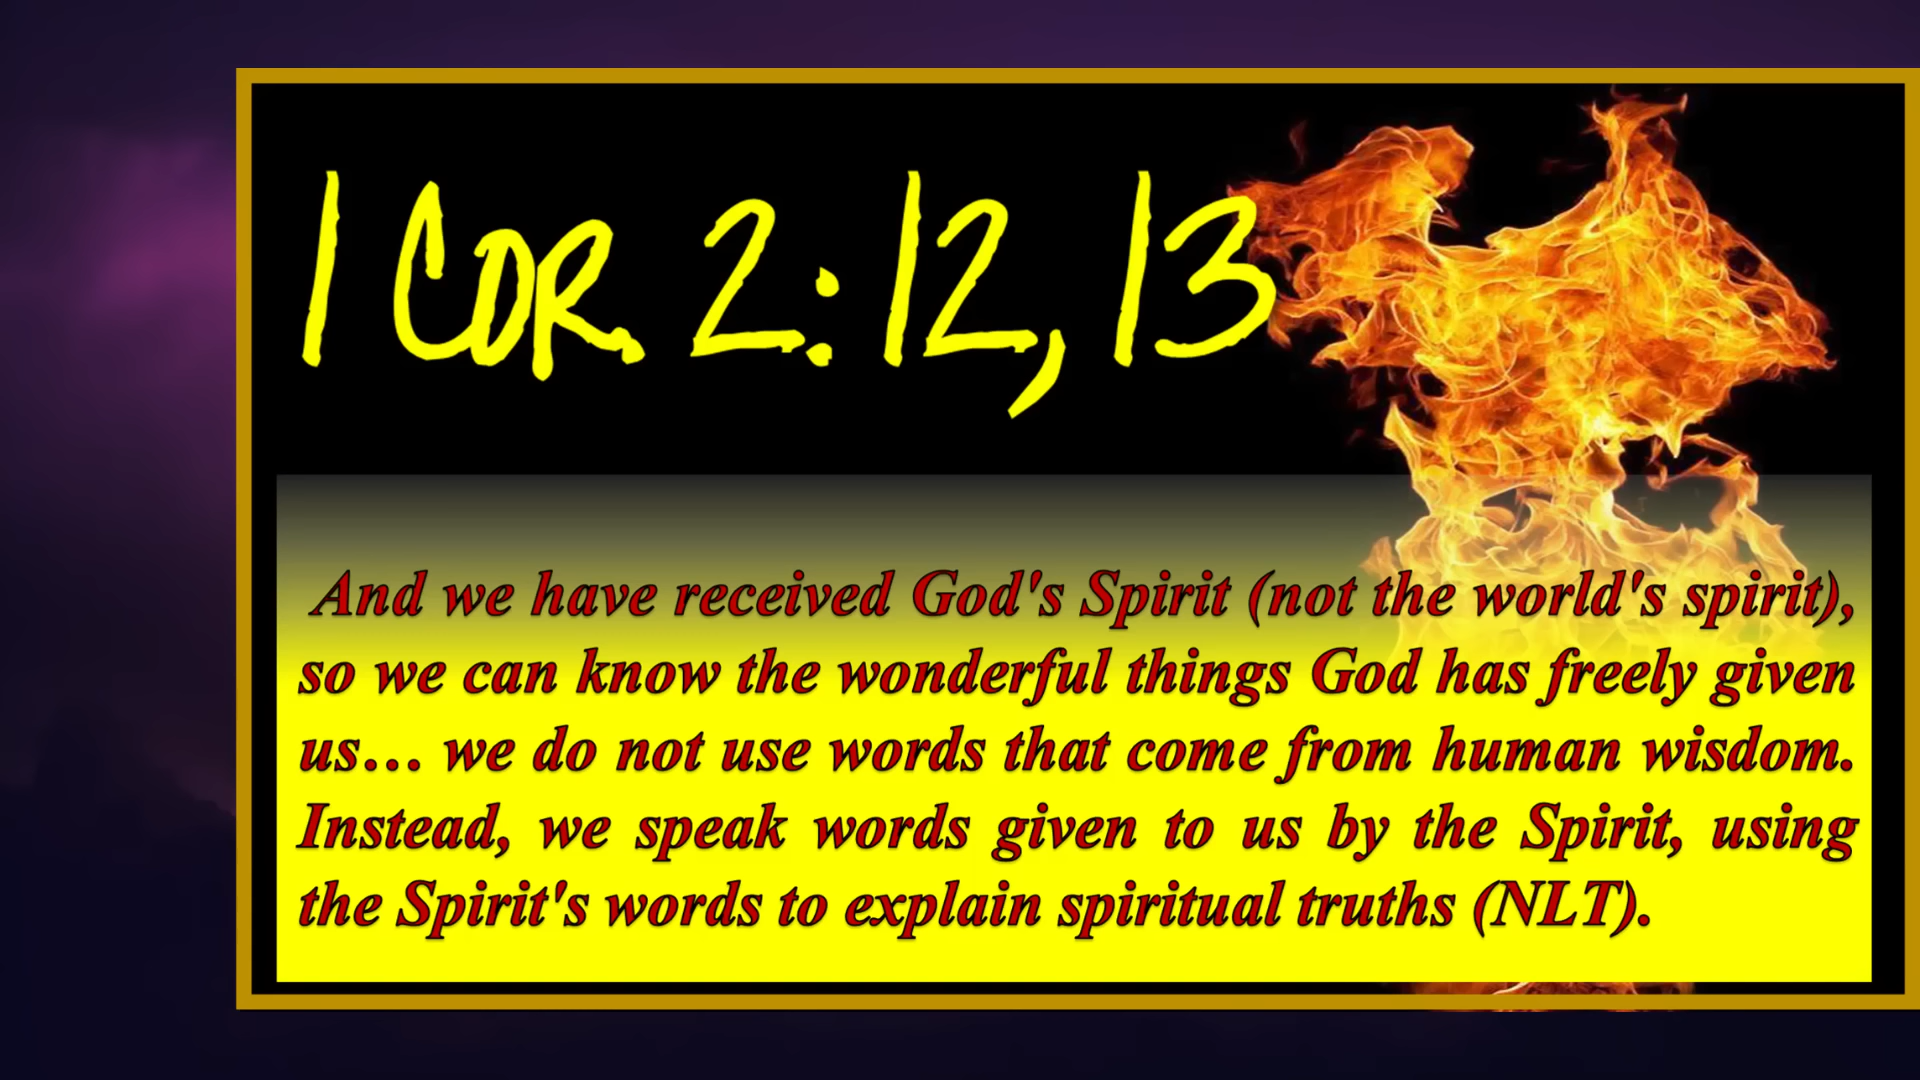 1 Cor. 2:12, 13
And we have received God's Spirit (not the world's spirit),
so we can know the wonderful things God has freely given
us… we do not use words that come from human wisdom.
Instead, we speak words given to us by the Spirit, using
the Spirit's words to explain spiritual truths (NLT).